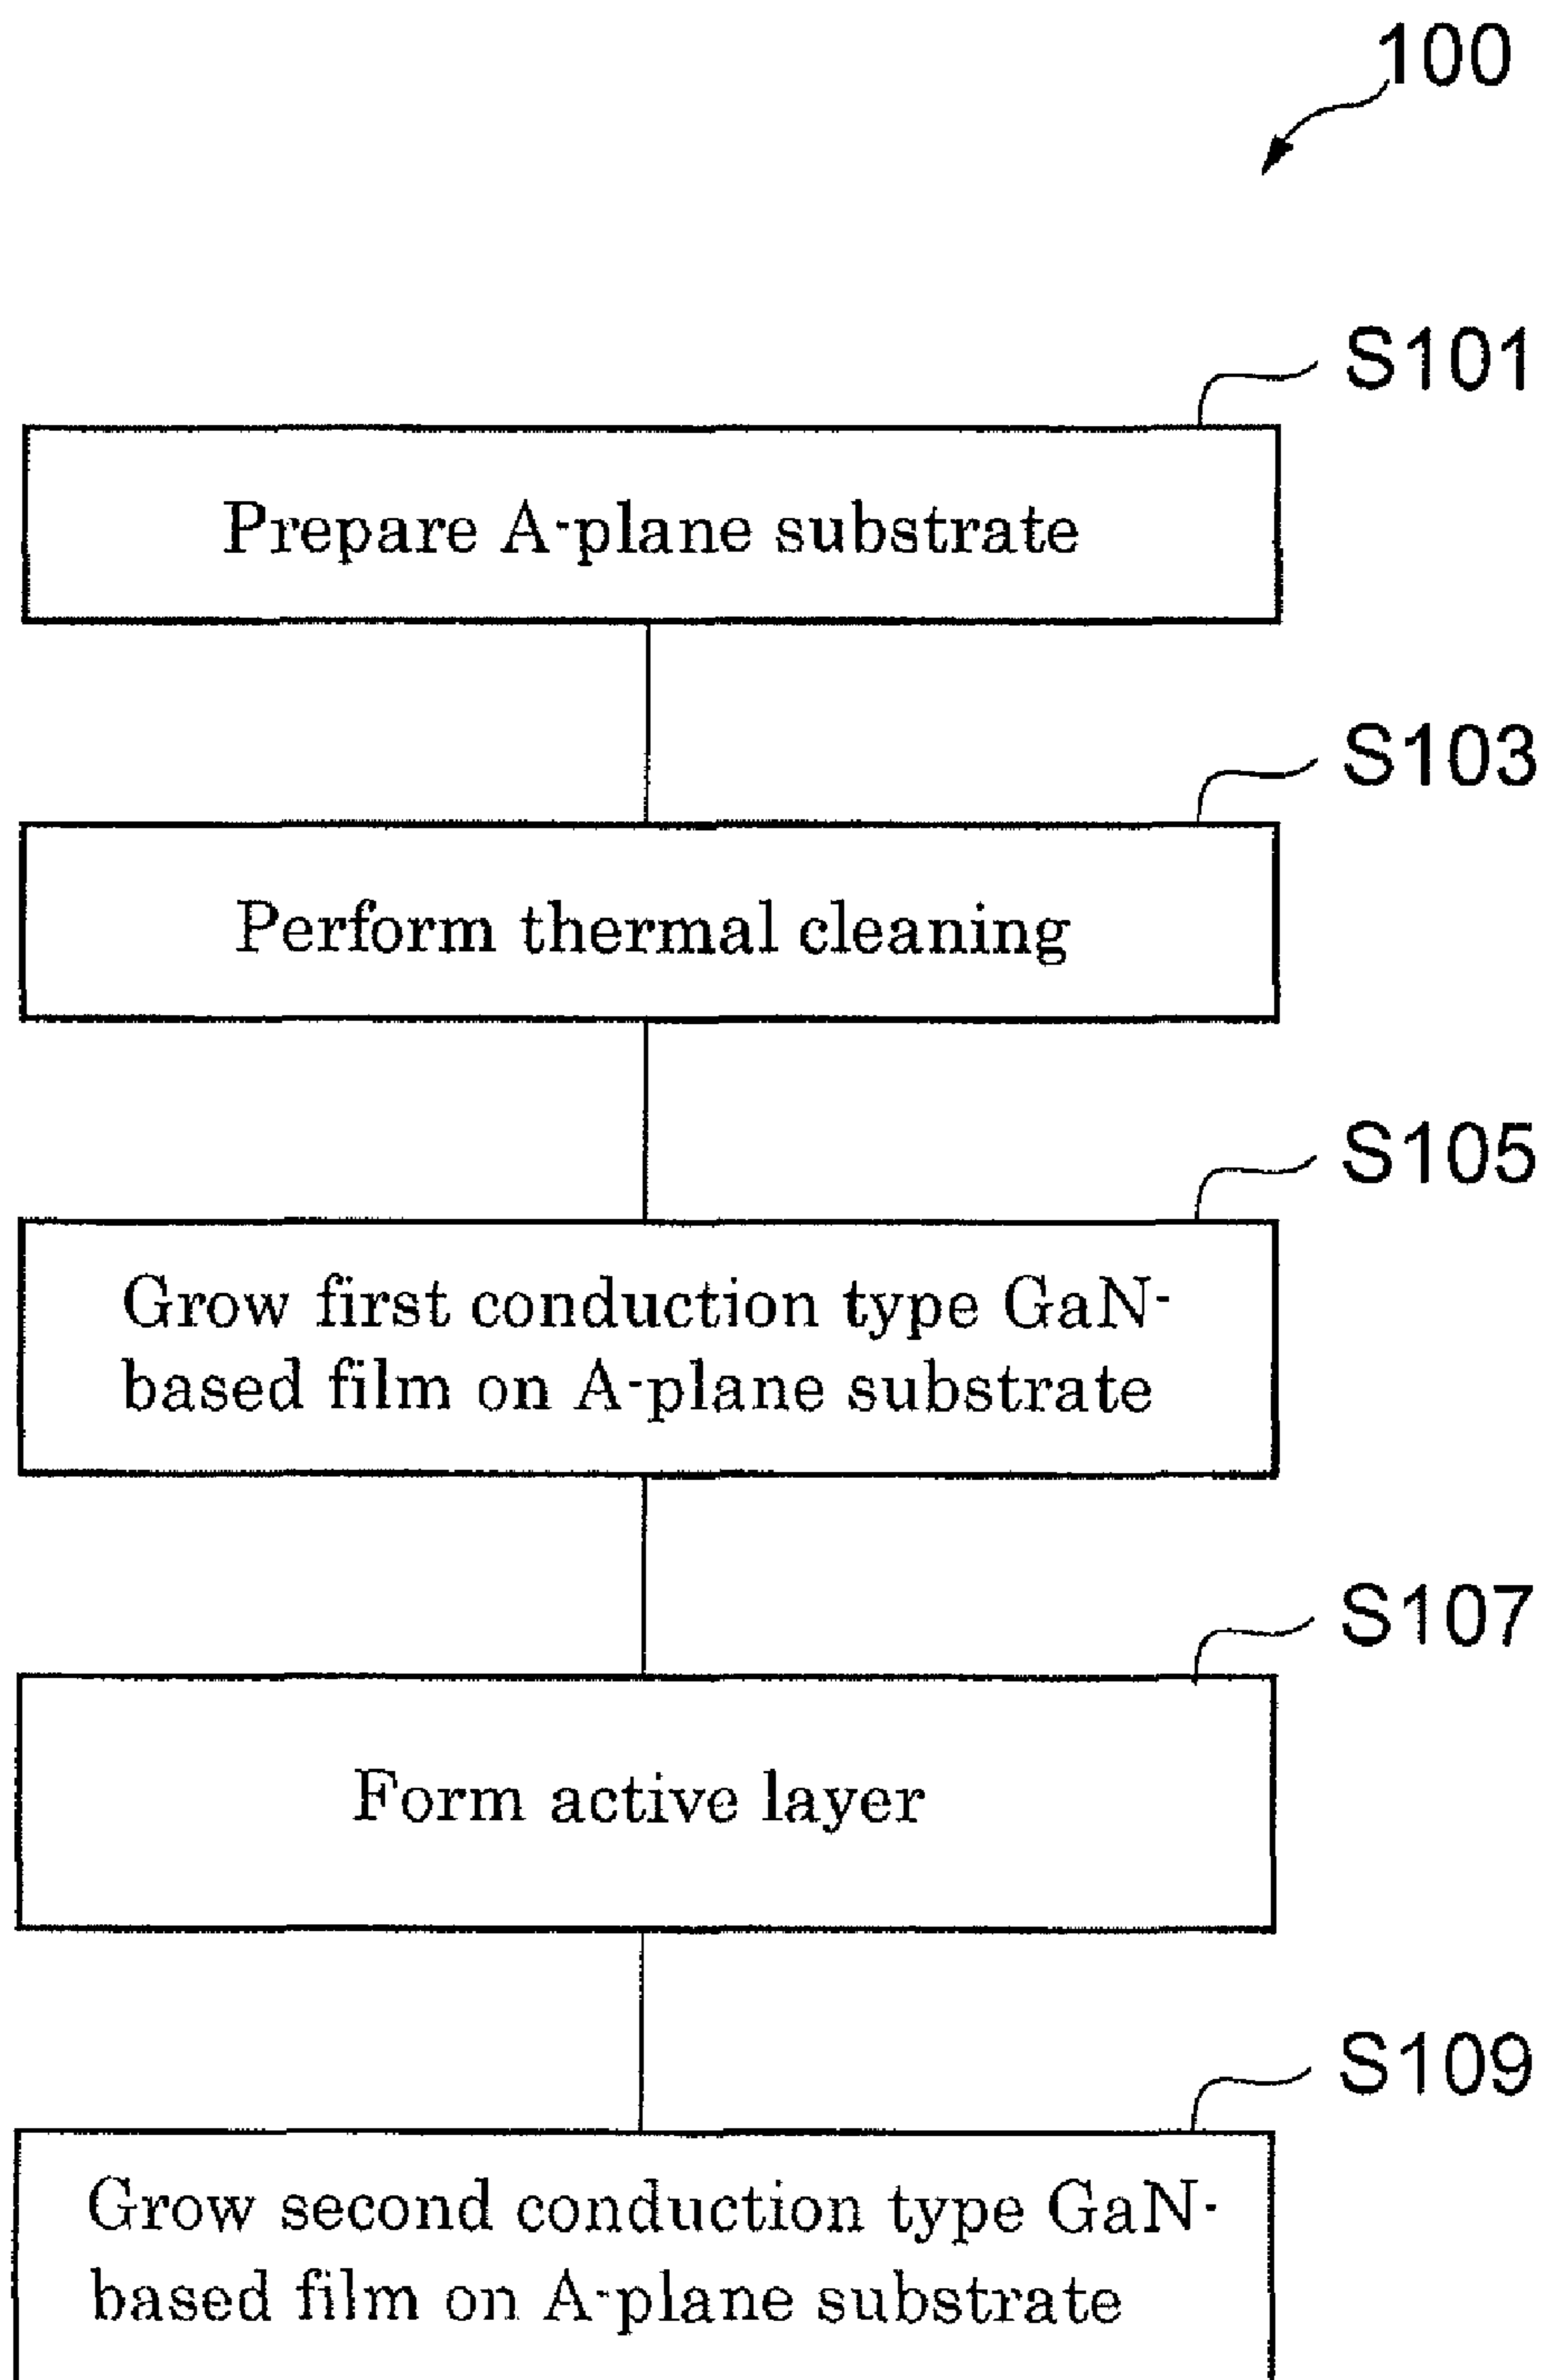 100
S101
Prepare A-plane substrate
S103
Perform thermal cleaning
S105
Grow first conduction type GaN-
based film on A-plane substrate
S107
Form active layer
S109
Grow second conduction type GaN-
based film on A-plane substrate